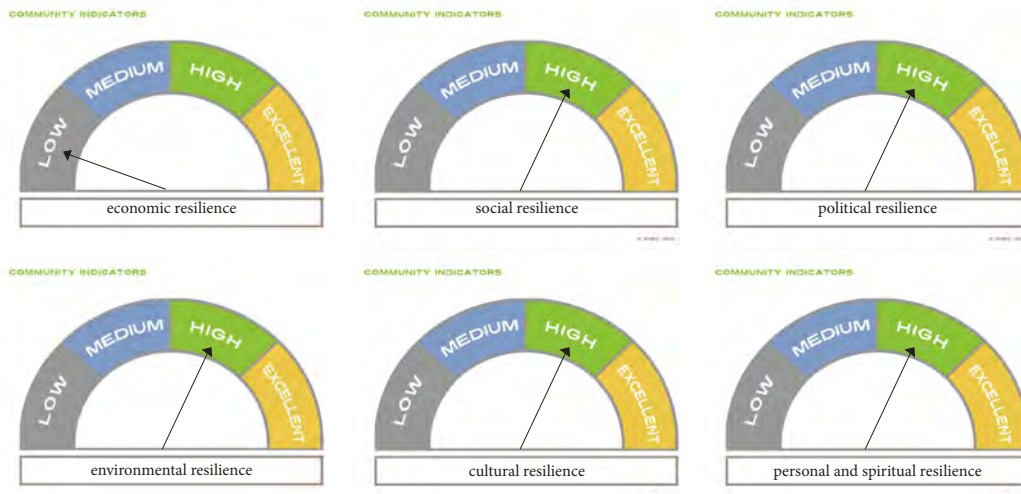 COMMUNITY INDICATORS
LOW
MEDIUM
HIGH
EXCELLENT
economic resilience
COMMUNITY INDICATORS
LOW
MEDIUM
HIGH
EXCELLENT
social resilience
COMMUNITY INDICATORS
LOW
MEDIUM
HIGH
EXCELLENT
political resilience
COMMUNITY INDICATORS
LOW
MEDIUM
HIGH
EXCELLENT
environmental resilience
COMMUNITY INDICATORS
LOW
MEDIUM
HIGH
EXCELLENT
cultural resilience
COMMUNITY INDICATORS
LOW
MEDIUM
HIGH
EXCELLENT
personal and spiritual resilience